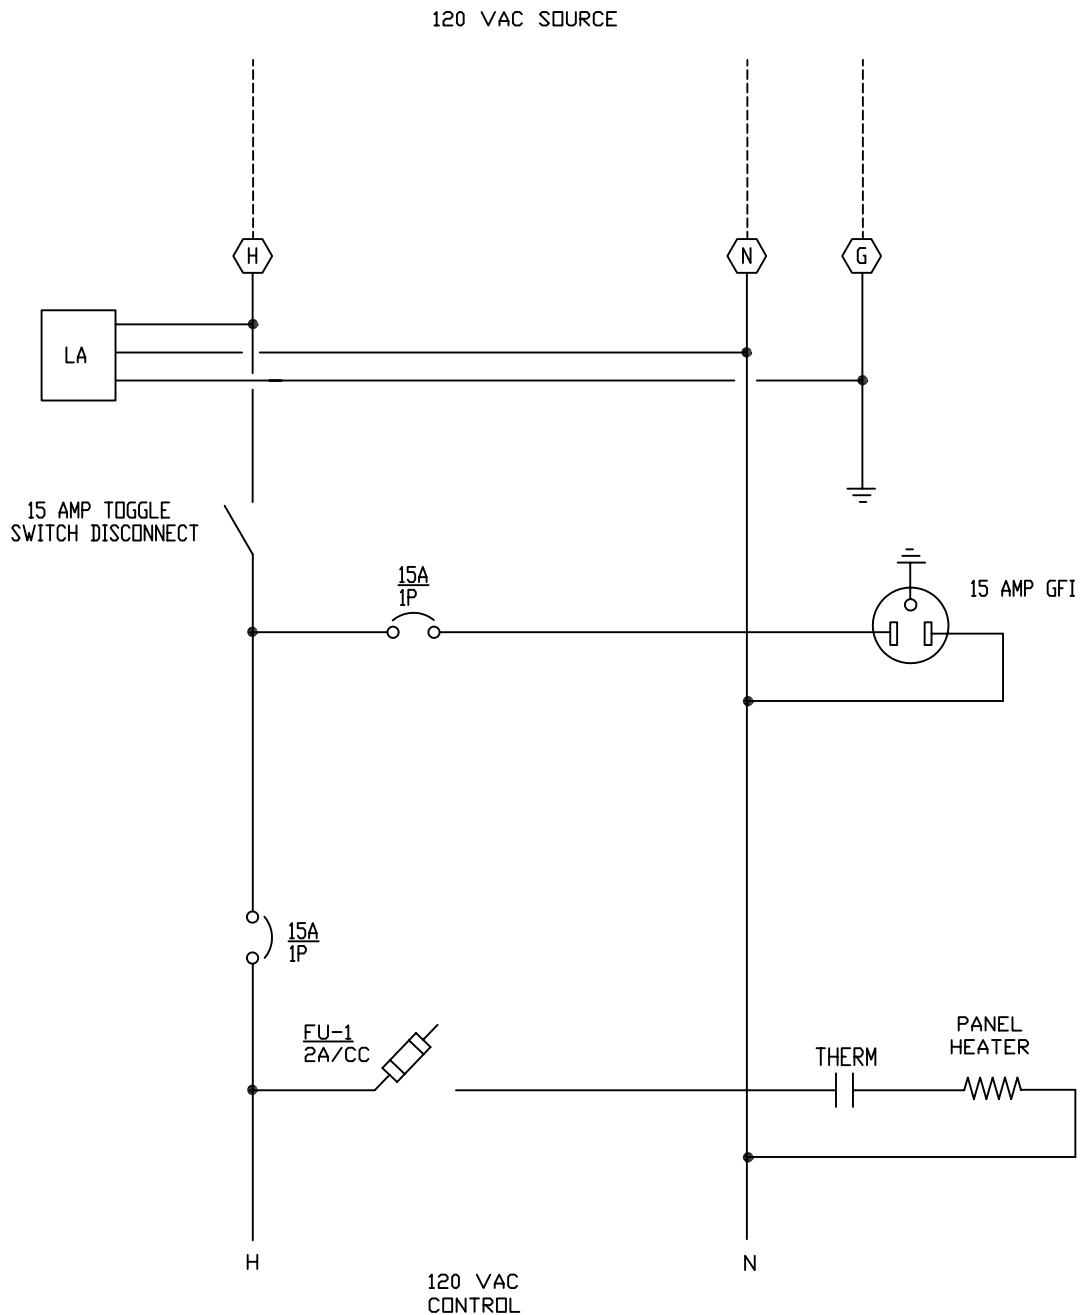 120 VAC SOURCE
H
N
G
LA
15 AMP TOGGLE
SWITCH DISCONNECT
15A
1P
15 AMP GFI
15A
1P
FU-1
2A/CC
THERM
PANEL
HEATER
H
N
120 VAC
CONTROL